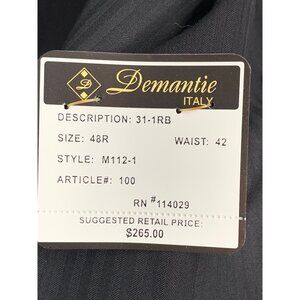 Demantie
ITALY
DESCRIPTION: 31-1RB
SIZE: 48R WAIST: 42
STYLE: M112-1
ARTICLE#: 100
RN #114029
SUGGESTED RETAIL PRICE:
$265.00